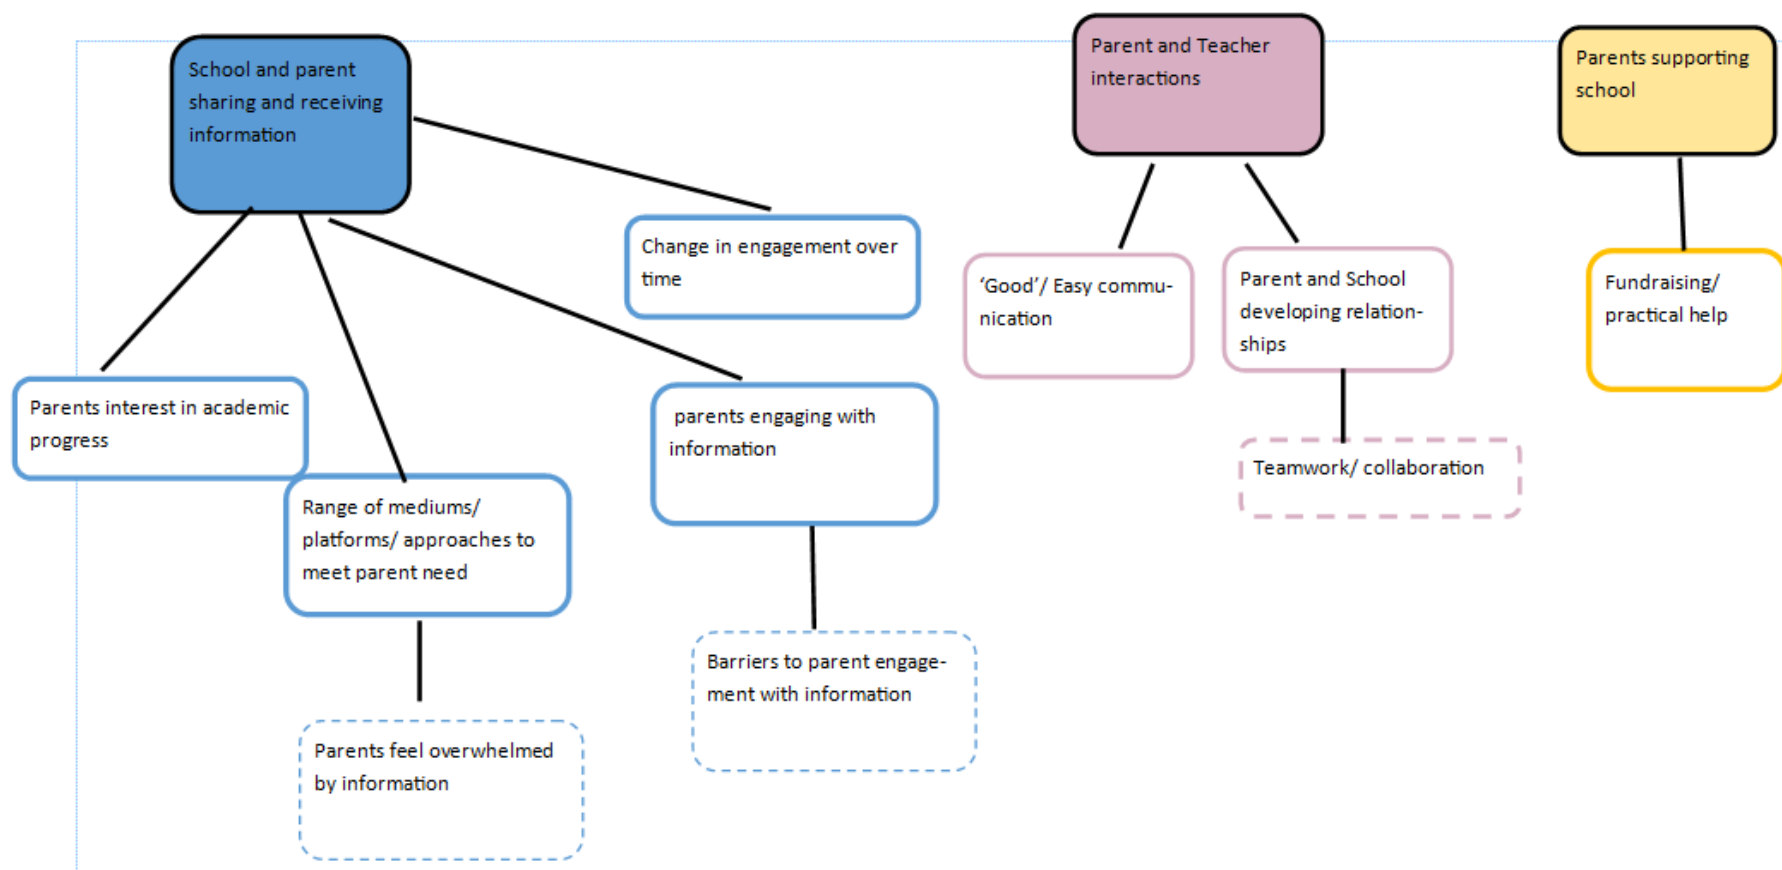 School and parent
sharing and receiving
information
Parent and Teacher
interactions
Parents supporting
school
Change in engagement over
time
‘Good’/ Easy commu-
nication
Parent and School
developing relation-
ships
Fundraising/
practical help
Parents interest in academic
progress
parents engaging with
information
Teamwork/ collaboration
Range of mediums/
platforms/ approaches to
meet parent need
Barriers to parent engage-
ment with information
Parents feel overwhelmed
by information